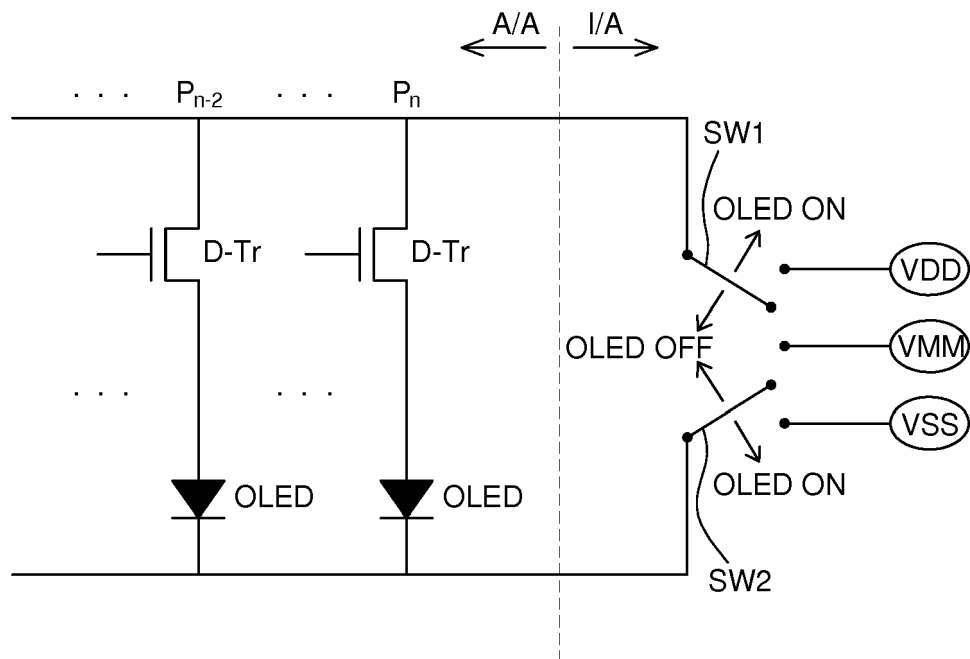 A/A I/A
. . . Pn-2 . . . Pn
SW1
OLED ON
D-Tr D-Tr
VDD
OLED OFF VMM
. . . . . .
VSS
OLED OLED OLED ON
SW2